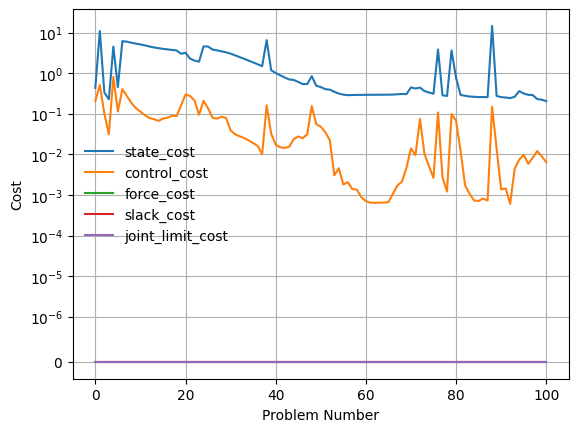 10¹
10⁰
10⁻¹
10⁻²
10⁻³
10⁻⁴
10⁻⁵
10⁻⁶
0
Cost
state_cost
control_cost
force_cost
slack_cost
joint_limit_cost
0 20 40 60 80 100
Problem Number